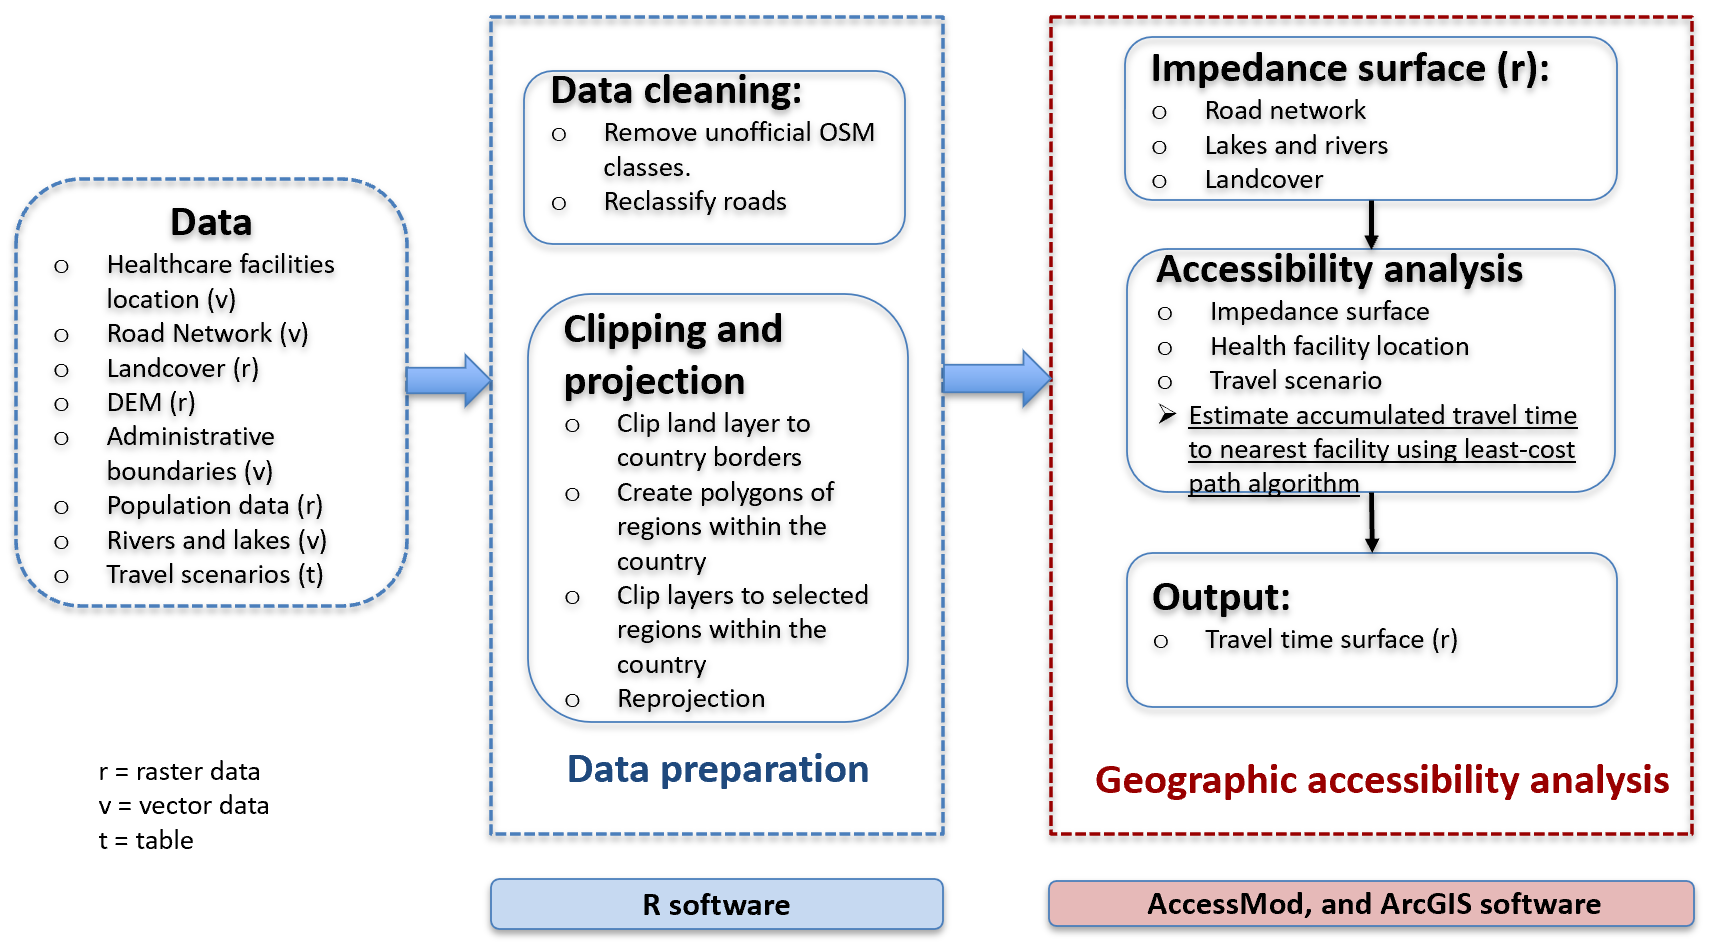 Data
o Healthcare facilities
location (v)
o Road Network (v)
o Landcover (r)
o DEM (r)
o Administrative
boundaries (v)
o Population data (r)
o Rivers and lakes (v)
o Travel scenarios (t)
r = raster data
v = vector data
t = table
Data cleaning:
o Remove unofficial OSM
classes.
o Reclassify roads
Clipping and
projection
o Clip land layer to
country borders
o Create polygons of
regions within the
country
o Clip layers to selected
regions within the
country
o Reprojection
Data preparation
R software
Impedance surface (r):
o Road network
o Lakes and rivers
o Landcover
Accessibility analysis
o Impedance surface
o Health facility location
o Travel scenario
➢ Estimate accumulated travel time
to nearest facility using least-cost
path algorithm
Output:
o Travel time surface (r)
Geographic accessibility analysis
AccessMod, and ArcGIS software